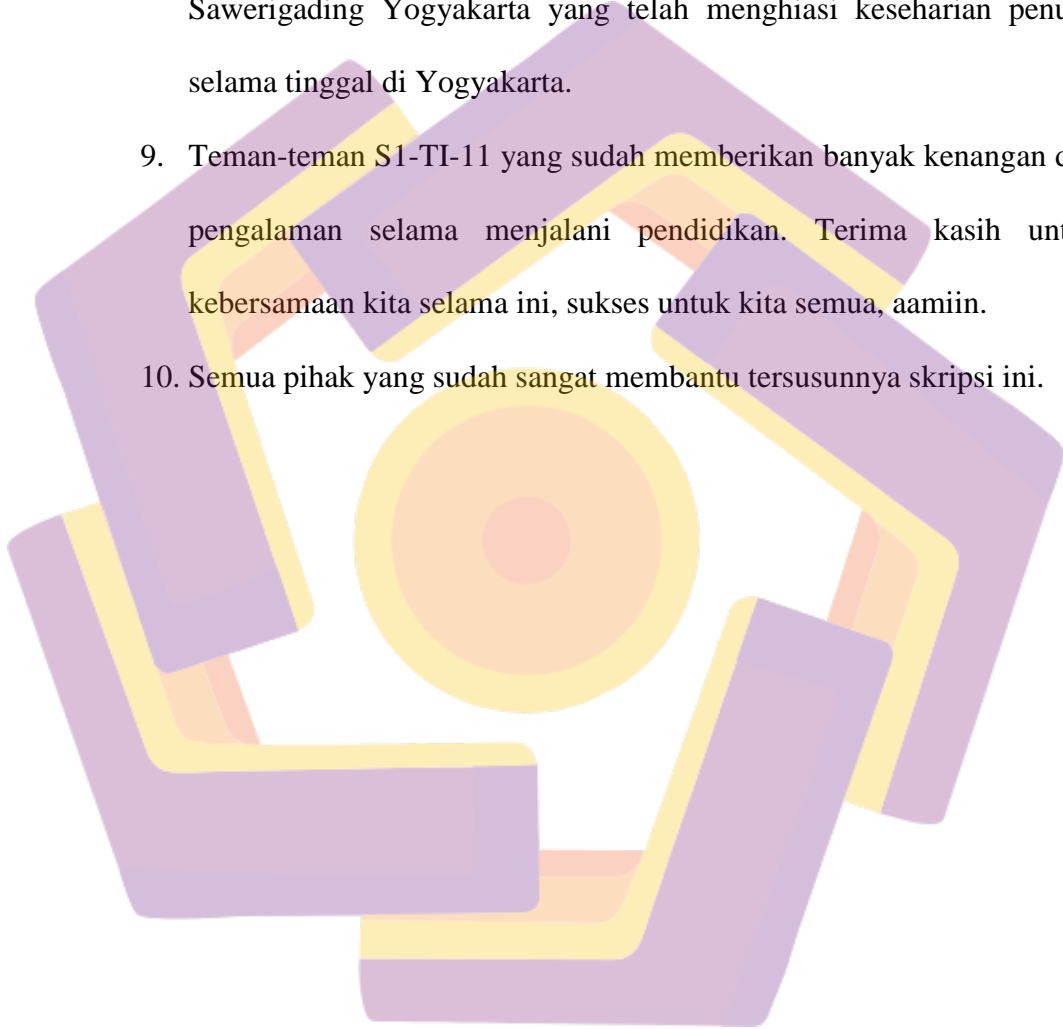 Sawerigading Yogyakarta yang telah menghiasi keseharian
selama tinggal di Yogyakarta.
9. Teman-teman S1-TI-11 yang sudah memberikan banyak kenangan
pengalaman selama menjalani pendidikan. Terima kasih
kebersamaan kita selama ini, sukses untuk kita semua, aamiin.
10. Semua pihak yang sudah sangat membantu tersusunnya skripsi ini.